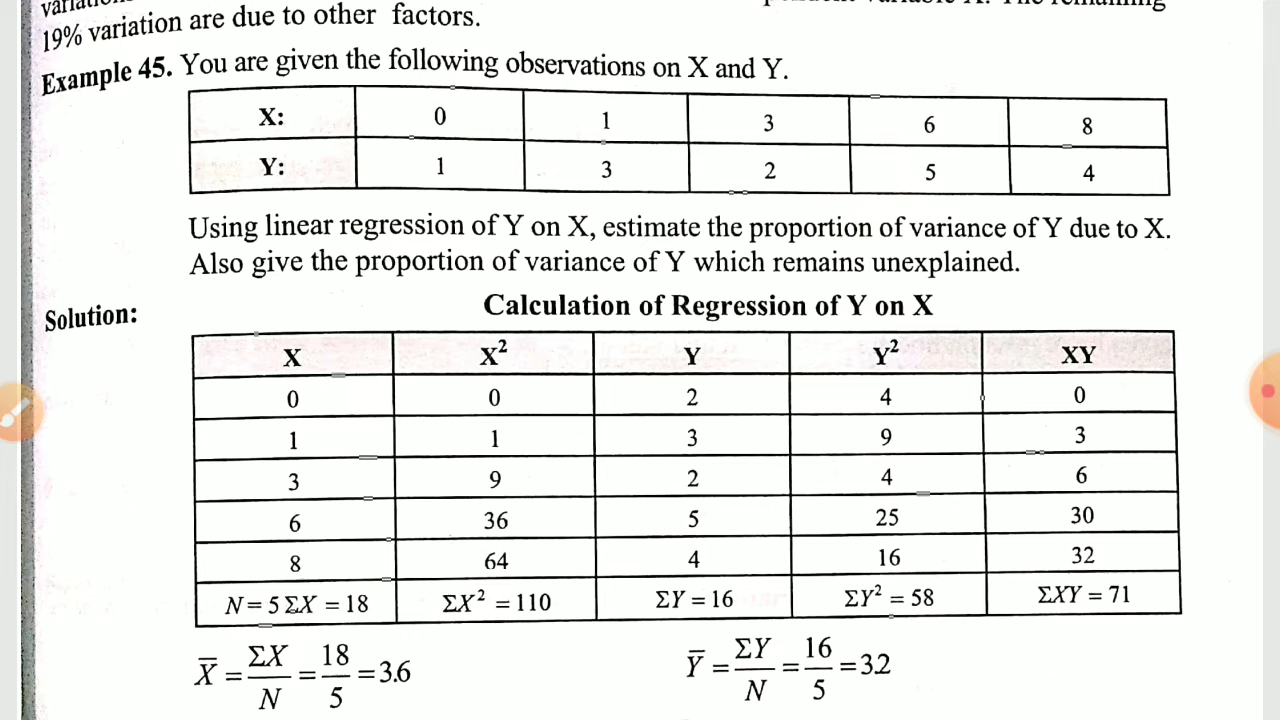 19% variation are due to other factors.
Example 45. You are given the following observations on X and Y.
X: 0 1 3 6 8
Y: 1 3 2 5 4
Using linear regression of Y on X, estimate the proportion of variance of Y due to X.
Also give the proportion of variance of Y which remains unexplained.
Solution: Calculation of Regression of Y on X
X X² Y Y² XY
0 0 2 4 0
1 1 3 9 3
3 9 2 4 6
6 36 5 25 30
8 64 4 16 32
N = 5 ΣX = 18 ΣX² = 110 ΣY = 16 ΣY² = 58 ΣXY = 71
X̅ = ΣX/N = 18/5 = 3.6 Y̅ = ΣY/N = 16/5 = 3.2